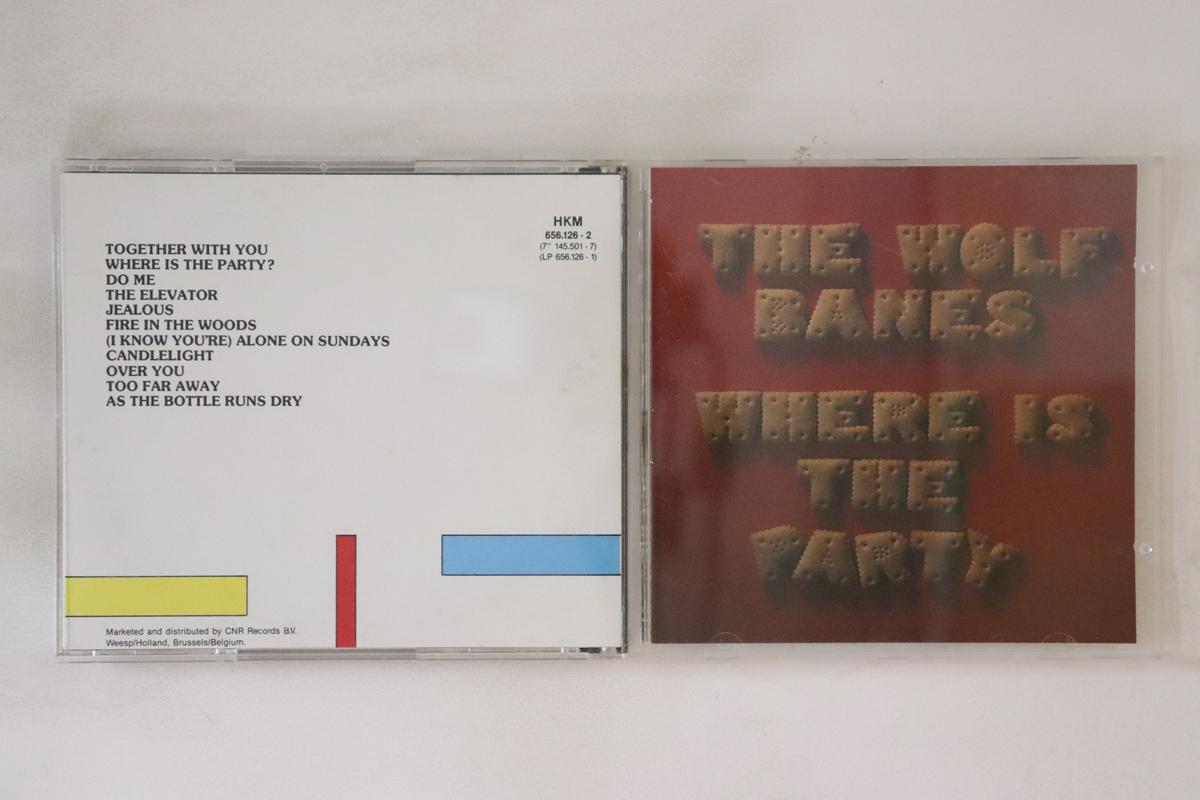 HKM
656.126 - 2
(7" 145.501 - 7)
(LP 656.126 - 1)
TOGETHER WITH YOU
WHERE IS THE PARTY?
DO ME
THE ELEVATOR
JEALOUS
FIRE IN THE WOODS
(I KNOW YOU'RE) ALONE ON SUNDAYS
CANDLELIGHT
OVER YOU
TOO FAR AWAY
AS THE BOTTLE RUNS DRY
Marketed and distributed by CNR Records B.V.
Weesp/Holland, Brussels/Belgium.
THE WOLF
BANES
WHERE IS
THE
PARTY